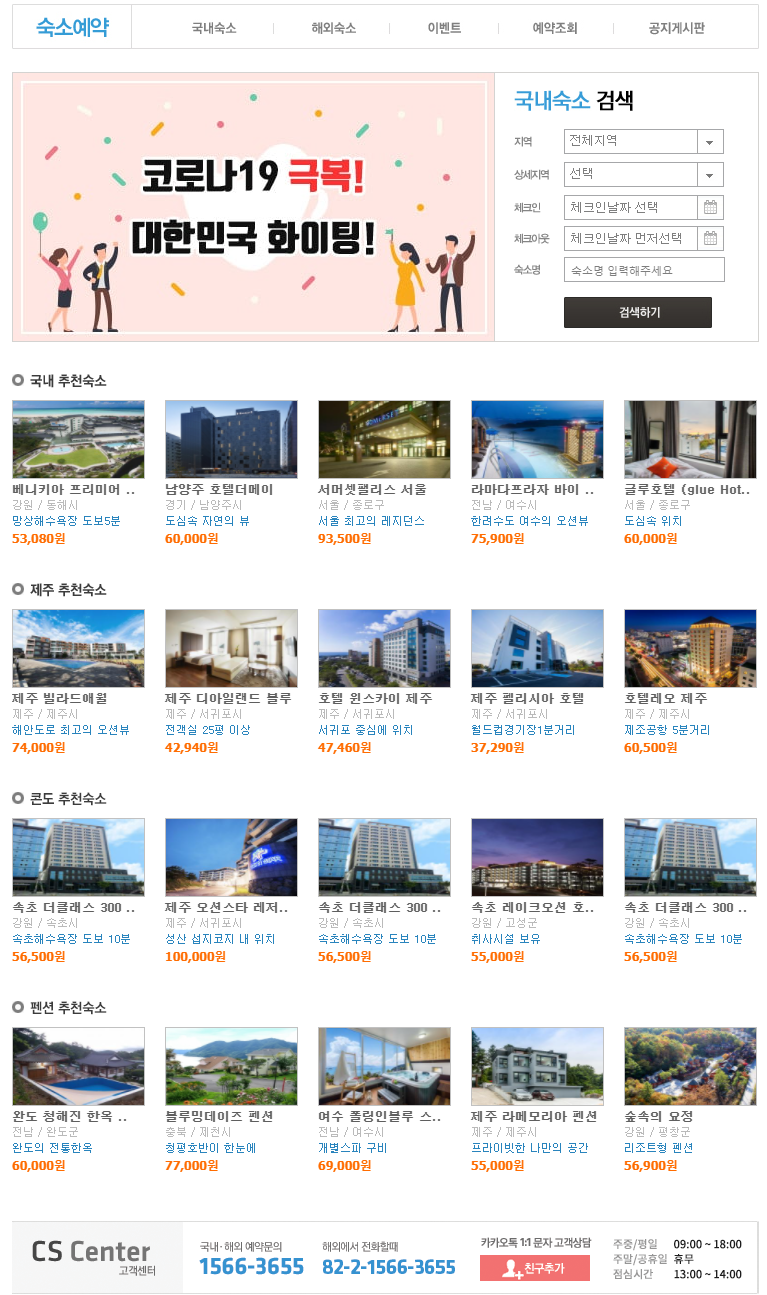 숙소예약
국내숙소
해외숙소
이벤트
예약조회
공지게시판
코로나19 극복!
대한민국 화이팅!
국내숙소 검색
지역 전체지역
상세지역 선택
체크인 체크인날짜 선택
체크아웃 체크인날짜 먼저선택
숙소명 숙소명 입력해주세요
검색하기
국내 추천숙소
베니키아 프리미어 ..
강원 / 동해시
망상해수욕장 도보5분
53,080원
남양주 호텔더메이
경기 / 남양주시
도심속 자연의 뷰
60,000원
서머셋팰리스 서울
서울 / 종로구
서울 최고의 레지던스
93,500원
라마다프라자 바이 ..
전남 / 여수시
한려수도 여수의 오션뷰
75,900원
글루호텔 (glue Hot..
서울 / 종로구
도심속 위치
60,000원
제주 추천숙소
제주 빌라드애월
제주 / 제주시
해안도로 최고의 오션뷰
74,000원
제주 디아일랜드 블루
제주 / 서귀포시
전객실 25평 이상
42,940원
호텔 윈스카이 제주
제주 / 서귀포시
서귀포 중심에 위치
47,460원
제주 펠리시아 호텔
제주 / 서귀포시
월드컵경기장1분거리
37,290원
호텔레오 제주
제주 / 제주시
제조공항 5분거리
60,500원
콘도 추천숙소
속초 더클래스 300 ..
강원 / 속초시
속초해수욕장 도보 10분
56,500원
제주 오션스타 레저..
제주 / 서귀포시
성산 섭지코지 내 위치
100,000원
속초 더클래스 300 ..
강원 / 속초시
속초해수욕장 도보 10분
56,500원
속초 레이크오션 호..
강원 / 고성군
취사시설 보유
55,000원
속초 더클래스 300 ..
강원 / 속초시
속초해수욕장 도보 10분
56,500원
펜션 추천숙소
완도 청해진 한옥 ..
전남 / 완도군
완도의 전통한옥
60,000원
블루밍데이즈 펜션
충북 / 제천시
청평호반이 한눈에
77,000원
여수 폴링인블루 스..
전남 / 여수시
개별스파 구비
69,000원
제주 라메모리아 펜션
제주 / 제주시
프라이빗한 나만의 공간
55,000원
숲속의 요정
강원 / 평창군
리조트형 펜션
56,900원
CS Center
고객센터
국내·해외 예약문의
1566-3655
해외에서 전화할때
82-2-1566-3655
카카오톡 1:1 문자 고객상담
친구추가
주중/평일 09:00 ~ 18:00
주말/공휴일 휴무
점심시간 13:00 ~ 14:00